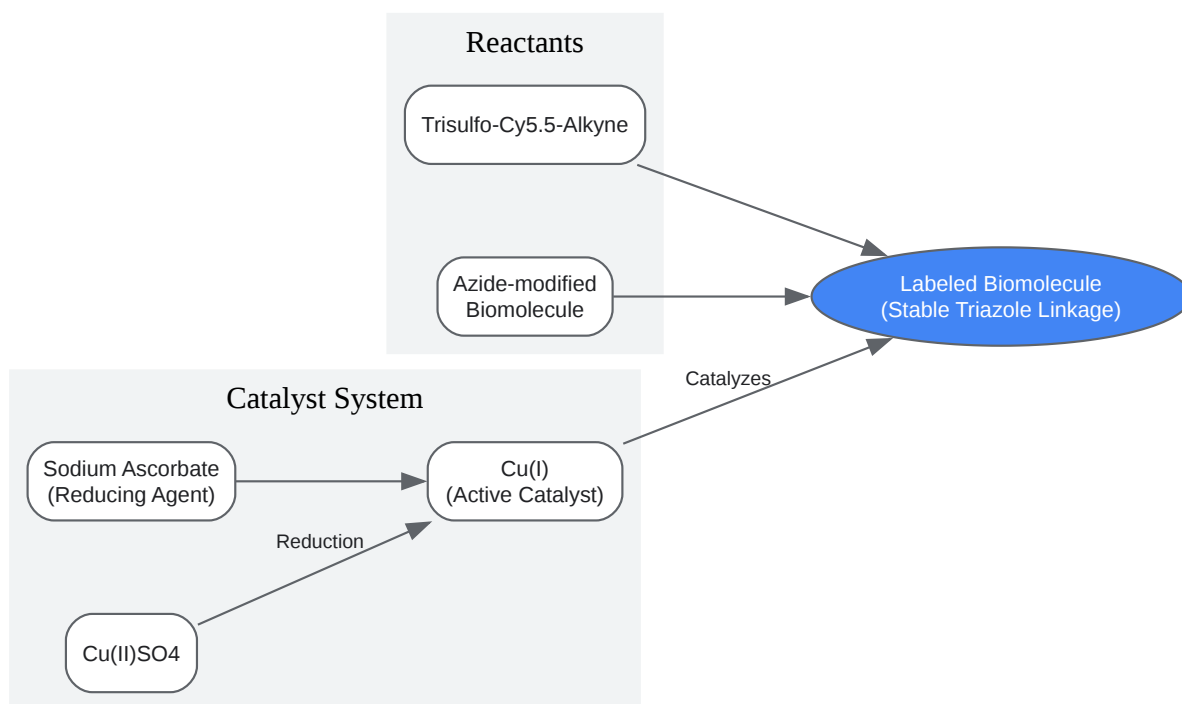 Reactants
Trisulfo-Cy5.5-Alkyne
Azide-modified
Biomolecule
Labeled Biomolecule
(Stable Triazole Linkage)
Catalyzes
Catalyst System
Sodium Ascorbate
(Reducing Agent)
Cu(I)
(Active Catalyst)
Reduction
Cu(II)SO4